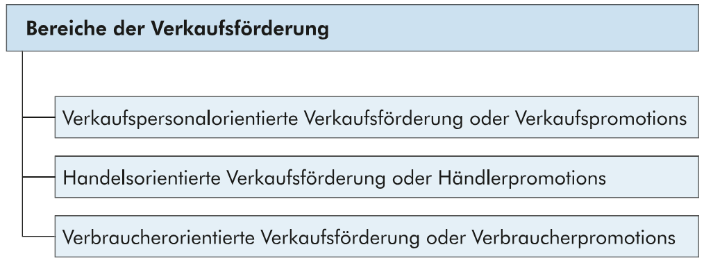 Bereiche der Verkaufsförderung
Verkaufspersonalorientierte Verkaufsförderung oder Verkaufspromotions
Handelsorientierte Verkaufsförderung oder Händlerpromotions
Verbraucherorientierte Verkaufsförderung oder Verbraucherpromotions